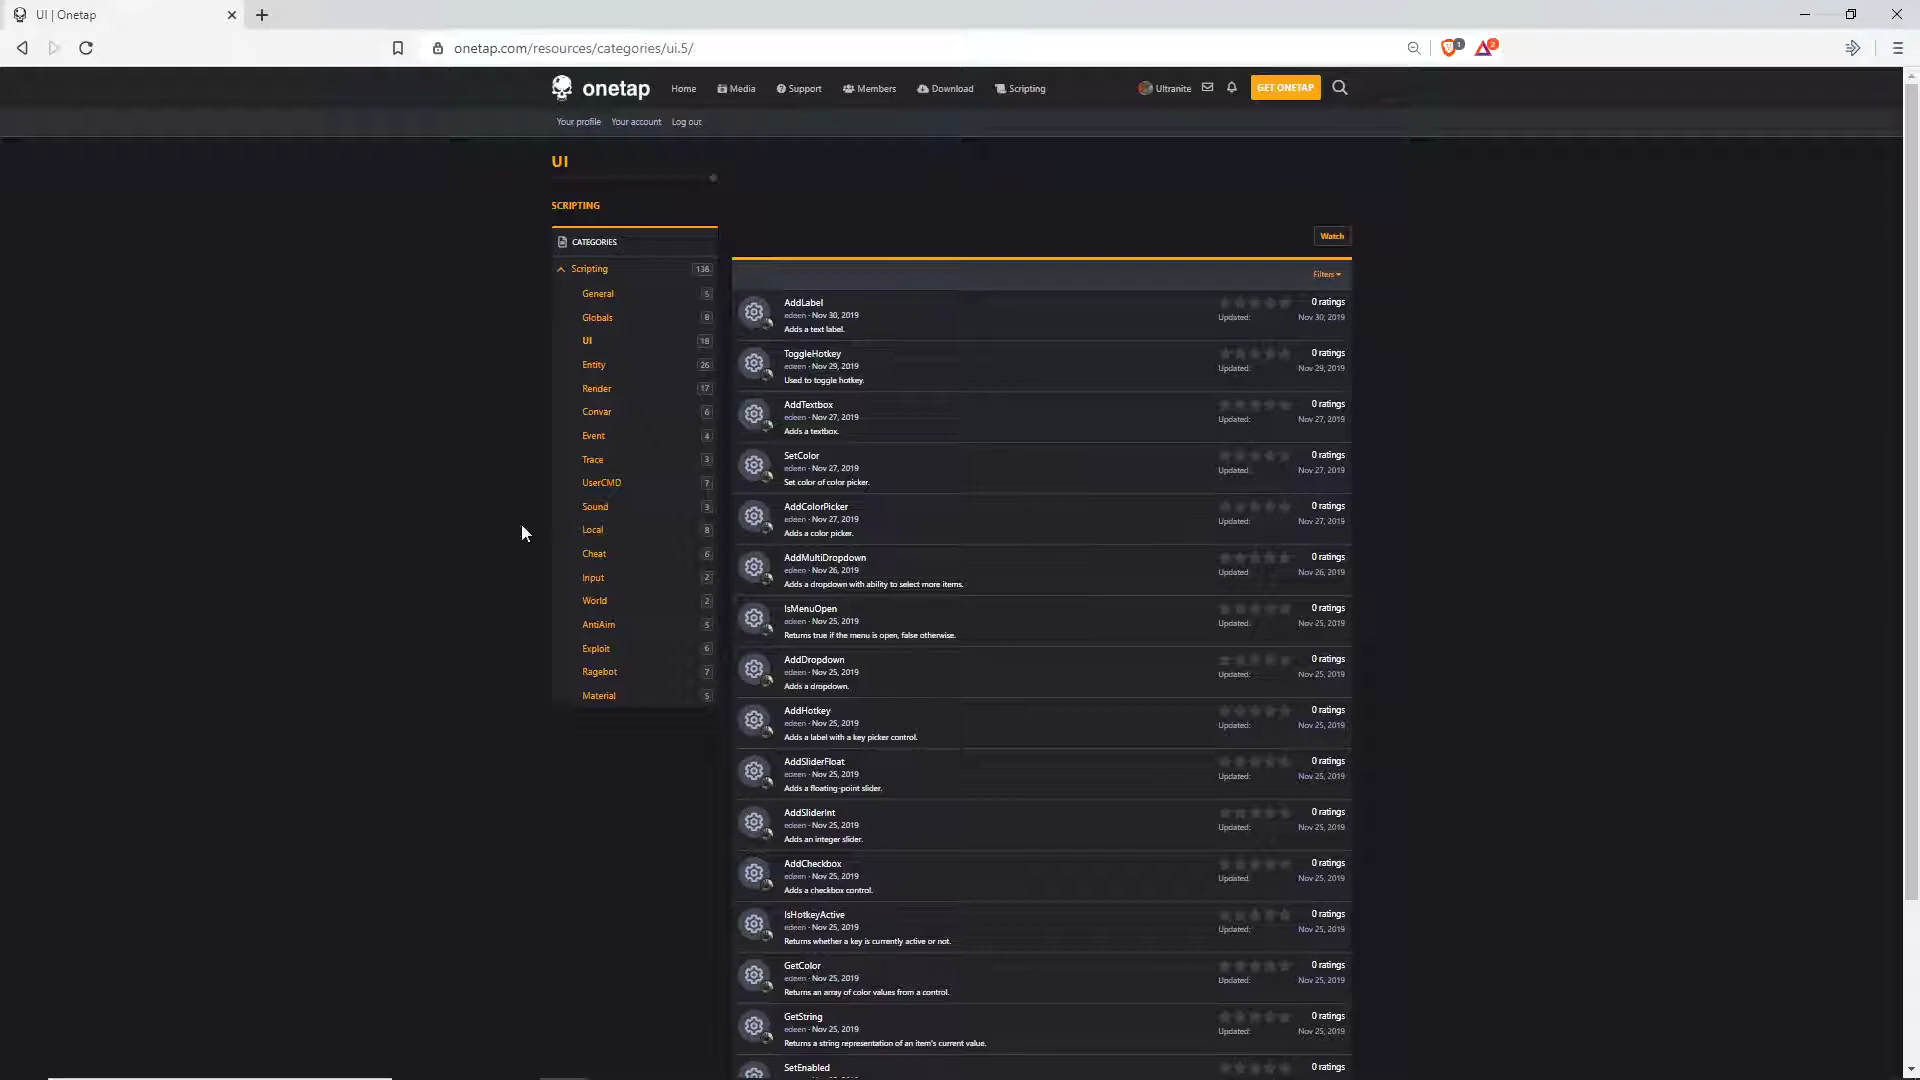 UI | Onetap
onetap.com/resources/categories/ui.5/
1
2
onetap
Home
Media
Support
Members
Download
Scripting
Ultranite
GET ONETAP
Your profile
Your account
Log out
UI
SCRIPTING
Watch
CATEGORIES
Scripting 138
General 5
Globals 8
UI 18
Entity 26
Render 17
Convar 6
Event 4
Trace 3
UserCMD 7
Sound 3
Local 8
Cheat 6
Input 2
World 2
AntiAim 5
Exploit 6
Ragebot 7
Material 5
Filters
AddLabel 0 ratings
edeen · Nov 30, 2019 Updated: Nov 30, 2019
Adds a text label.
ToggleHotkey 0 ratings
edeen · Nov 29, 2019 Updated: Nov 29, 2019
Used to toggle hotkey.
AddTextbox 0 ratings
edeen · Nov 27, 2019 Updated: Nov 27, 2019
Adds a textbox.
SetColor 0 ratings
edeen · Nov 27, 2019 Updated: Nov 27, 2019
Set color of color picker.
AddColorPicker 0 ratings
edeen · Nov 27, 2019 Updated: Nov 27, 2019
Adds a color picker.
AddMultiDropdown 0 ratings
edeen · Nov 26, 2019 Updated: Nov 26, 2019
Adds a dropdown with ability to select more items.
IsMenuOpen 0 ratings
edeen · Nov 25, 2019 Updated: Nov 25, 2019
Returns true if the menu is open, false otherwise.
AddDropdown 0 ratings
edeen · Nov 25, 2019 Updated: Nov 25, 2019
Adds a dropdown.
AddHotkey 0 ratings
edeen · Nov 25, 2019 Updated: Nov 25, 2019
Adds a label with a key picker control.
AddSliderFloat 0 ratings
edeen · Nov 25, 2019 Updated: Nov 25, 2019
Adds a floating-point slider.
AddSliderInt 0 ratings
edeen · Nov 25, 2019 Updated: Nov 25, 2019
Adds an integer slider.
AddCheckbox 0 ratings
edeen · Nov 25, 2019 Updated: Nov 25, 2019
Adds a checkbox control.
IsHotkeyActive 0 ratings
edeen · Nov 25, 2019 Updated: Nov 25, 2019
Returns whether a key is currently active or not.
GetColor 0 ratings
edeen · Nov 25, 2019 Updated: Nov 25, 2019
Returns an array of color values from a control.
GetString 0 ratings
edeen · Nov 25, 2019 Updated: Nov 25, 2019
Returns a string representation of an item's current value.
SetEnabled 0 ratings